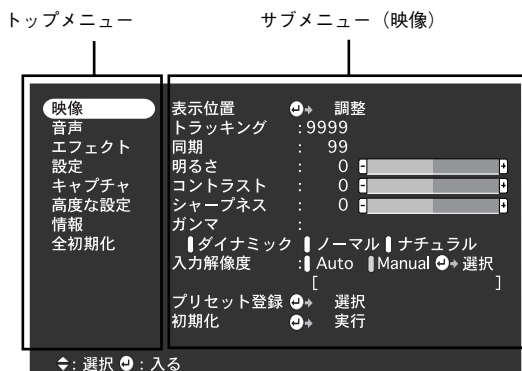 トップメニュー
サブメニュー（映像）
映像
音声
エフェクト
設定
キャプチャ
高度な設定
情報
全初期化
表示位置 調整
トラッキング :9999
同期 : 99
明るさ : 0
コントラスト : 0
シャープネス : 0
ガンマ :
ダイナミック ノーマル ナチュラル
入力解像度 : Auto Manual 選択
[ ]
プリセット登録 選択
初期化 実行
: 選択 : 入る